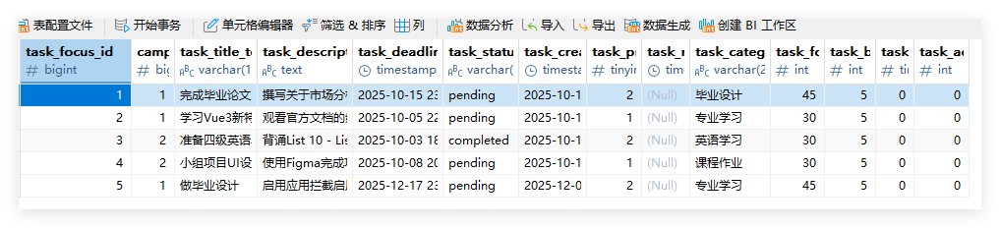 表配置文件 开始事务 单元格编辑器 筛选 & 排序 列 数据分析 导入 导出 数据生成 创建 BI 工作区
task_focus_id camp task_title_t task_descript task_deadlin task_statu task_crea task_p task_r task_categ task_fo task_b task task_a
# bigint # big ABC varchar(1 ABC text timestamp ABC varchar( timesta # tinyi tim ABC varchar(2 # int # int # ti # int
1 1 完成毕业论文 撰写关于市场分 2025-10-15 23 pending 2025-10-1 2 (Null) 毕业设计 45 5 0 0
2 1 学习Vue3新特 观看官方文档的 2025-10-05 22 pending 2025-10-1 1 (Null) 专业学习 30 5 0 0
3 2 准备四级英语 背诵List 10 - Lis 2025-10-03 18 completed 2025-10-1 2 (Null) 英语学习 30 5 0 0
4 2 小组项目UI设 使用Figma完成项 2025-10-08 20 pending 2025-10-1 1 (Null) 课程作业 30 5 0 0
5 1 做毕业设计 启用应用拦截启 2025-12-17 23 pending 2025-12-0 2 (Null) 专业学习 45 5 0 0